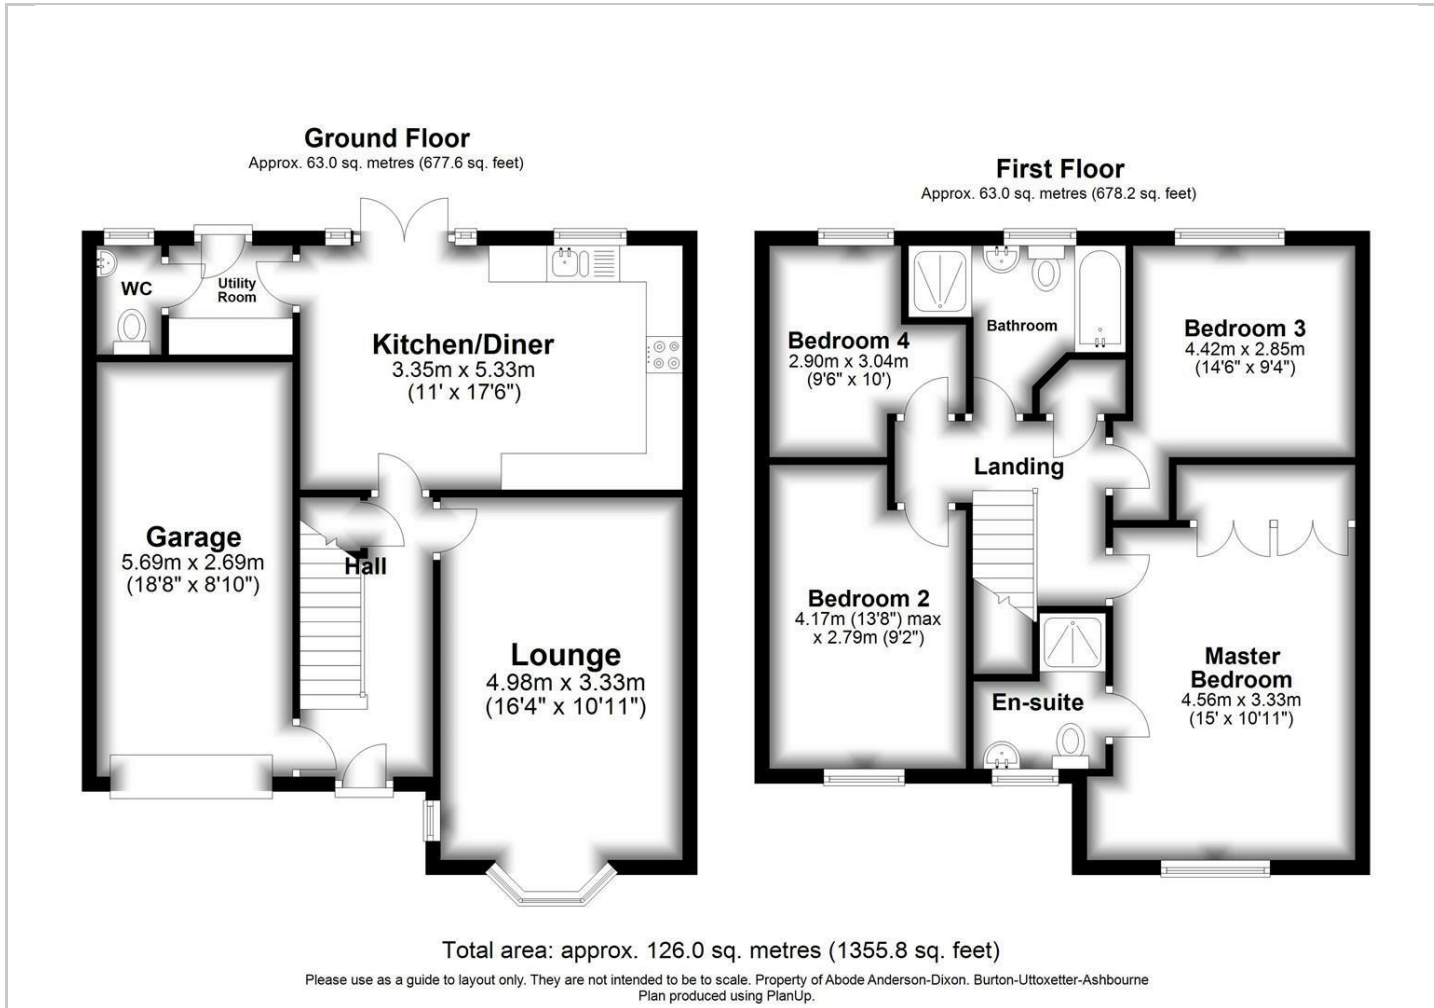 Ground Floor
Approx. 63.0 sq. metres (677.6 sq. feet)
WC
Utility
Room
Kitchen/Diner
3.35m x 5.33m
(11' x 17'6")
Garage
5.69m x 2.69m
(18'8" x 8'10")
Hall
Lounge
4.98m x 3.33m
(16'4" x 10'11")
First Floor
Approx. 63.0 sq. metres (678.2 sq. feet)
Bedroom 4
2.90m x 3.04m
(9'6" x 10')
Bathroom
Bedroom 3
4.42m x 2.85m
(14'6" x 9'4")
Landing
Bedroom 2
4.17m (13'8") max
x 2.79m (9'2")
En-suite
Master
Bedroom
4.56m x 3.33m
(15' x 10'11")
Total area: approx. 126.0 sq. metres (1355.8 sq. feet)
Please use as a guide to layout only. They are not intended to be to scale. Property of Abode Anderson-Dixon. Burton-Uttoxetter-Ashbourne
Plan produced using PlanUp.